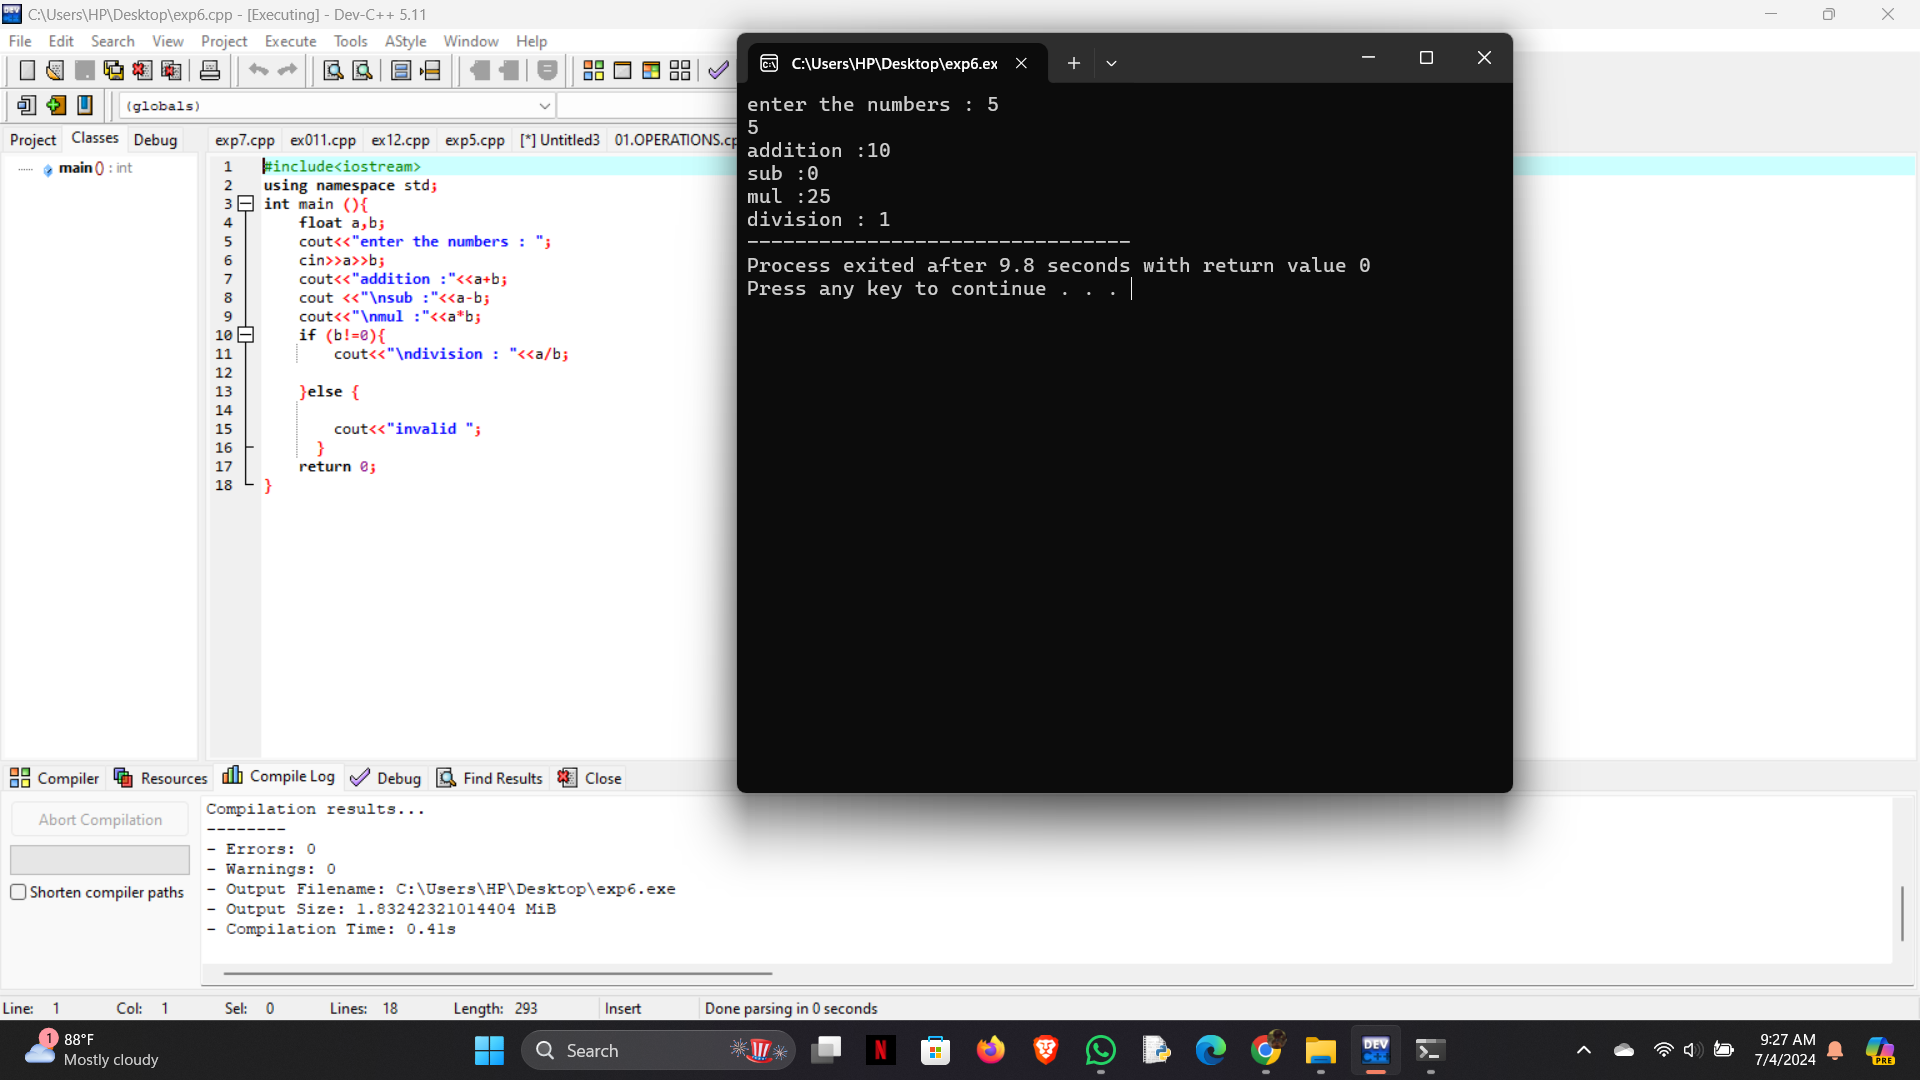 C:\Users\HP\Desktop\exp6.cpp - [Executing] - Dev-C++ 5.11
File Edit Search View Project Execute Tools AStyle Window Help
(globals)
Project Classes Debug
main () : int
exp7.cpp ex011.cpp ex12.cpp exp5.cpp [*] Untitled3 01.OPERATIONS.cp
1 #include<iostream>
2 using namespace std;
3 int main (){
4 float a,b;
5 cout<<"enter the numbers : ";
6 cin>>a>>b;
7 cout<<"addition :"<<a+b;
8 cout <<"\nsub :"<<a-b;
9 cout<<"\nmul :"<<a*b;
10 if (b!=0){
11 cout<<"\ndivision : "<<a/b;
12
13 }else {
14
15 cout<<"invalid ";
16 }
17 return 0;
18 }
C:\Users\HP\Desktop\exp6.ex
enter the numbers : 5
5
addition :10
sub :0
mul :25
division : 1
--------------------------------
Process exited after 9.8 seconds with return value 0
Press any key to continue . . .
Compiler Resources Compile Log Debug Find Results Close
Abort Compilation
Shorten compiler paths
Compilation results...
--------
- Errors: 0
- Warnings: 0
- Output Filename: C:\Users\HP\Desktop\exp6.exe
- Output Size: 1.83242321014404 MiB
- Compilation Time: 0.41s
Line: 1 Col: 1 Sel: 0 Lines: 18 Length: 293 Insert Done parsing in 0 seconds
1
88°F
Mostly cloudy
Search
N
DEV
C++
9:27 AM
7/4/2024
PRE